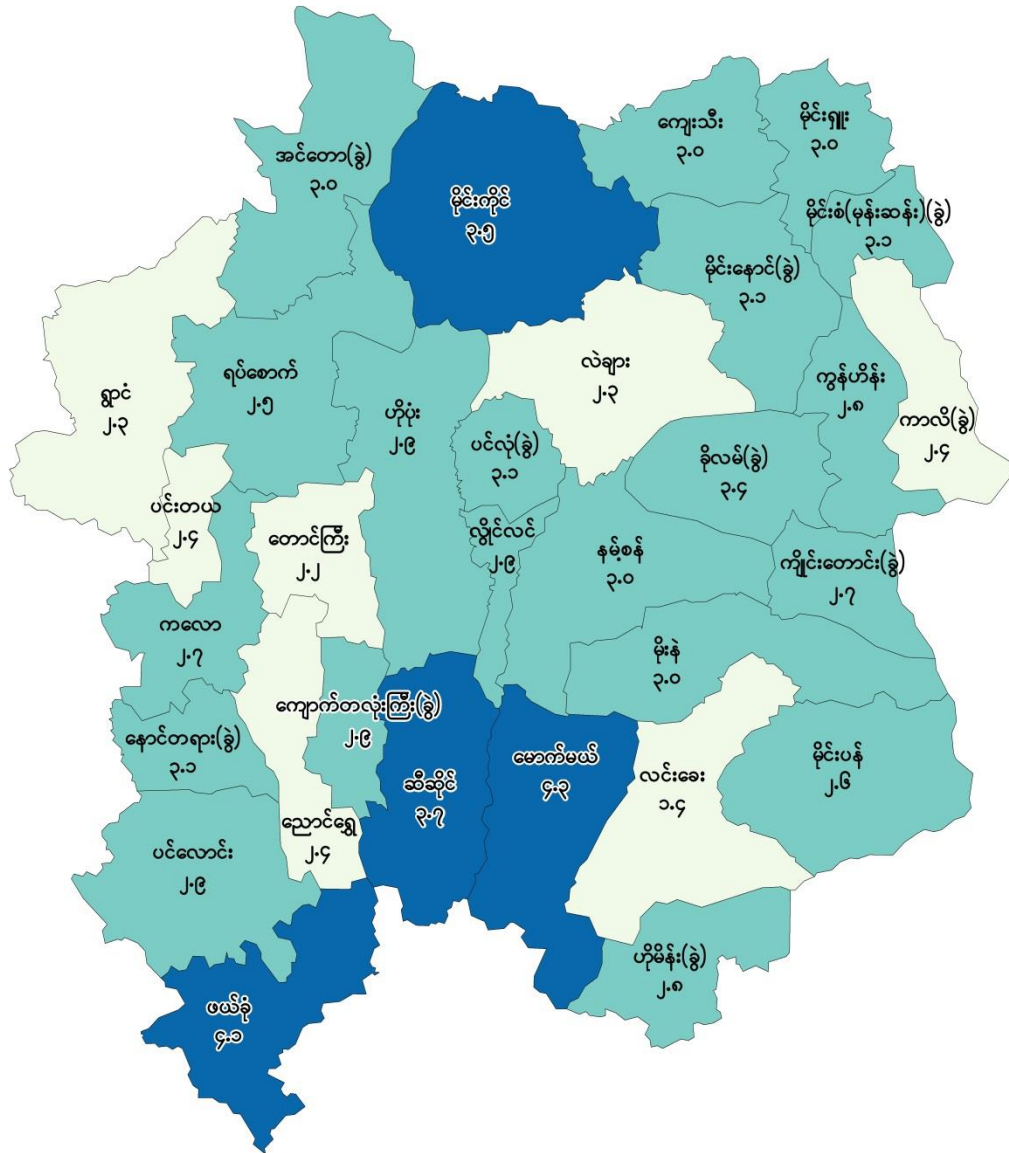 ကျေးသီး
၃.၀
မိုင်းရှူး
၃.၀
အင်တော(ခွဲ)
၃.၀
မိုင်းကိုင်
၃.၅
မိုင်းစံ(မုန်းဆန်း)(ခွဲ)
၃.၁
မိုင်းနောင်(ခွဲ)
၃.၁
ရွာငံ
၂.၃
ရပ်စောက်
၂.၅
ဟိုပုံး
၂.၉
လဲချား
၂.၃
ကွန်ဟိန်း
၂.၈
ကာလိ(ခွဲ)
၂.၄
ပင်လုံ(ခွဲ)
၃.၁
ခိုလမ်(ခွဲ)
၃.၄
ပင်းတယ
၂.၄
တောင်ကြီး
၂.၂
လွိုင်လင်
၂.၉
နမ့်စန်
၃.၀
ကျိုင်းတောင်း(ခွဲ)
၂.၇
ကလော
၂.၇
မိုးနဲ
၃.၀
ကျောက်တလုံးကြီး(ခွဲ)
၂.၉
နောင်တရား(ခွဲ)
၃.၁
ဆီဆိုင်
၃.၇
မောက်မယ်
၄.၃
လင်းခေး
၁.၄
မိုင်းပန်
၂.၆
ညောင်ရွှေ
၂.၄
ပင်လောင်း
၂.၉
ဟိုမိန်း(ခွဲ)
၂.၈
ဖယ်ခုံ
၄.၁